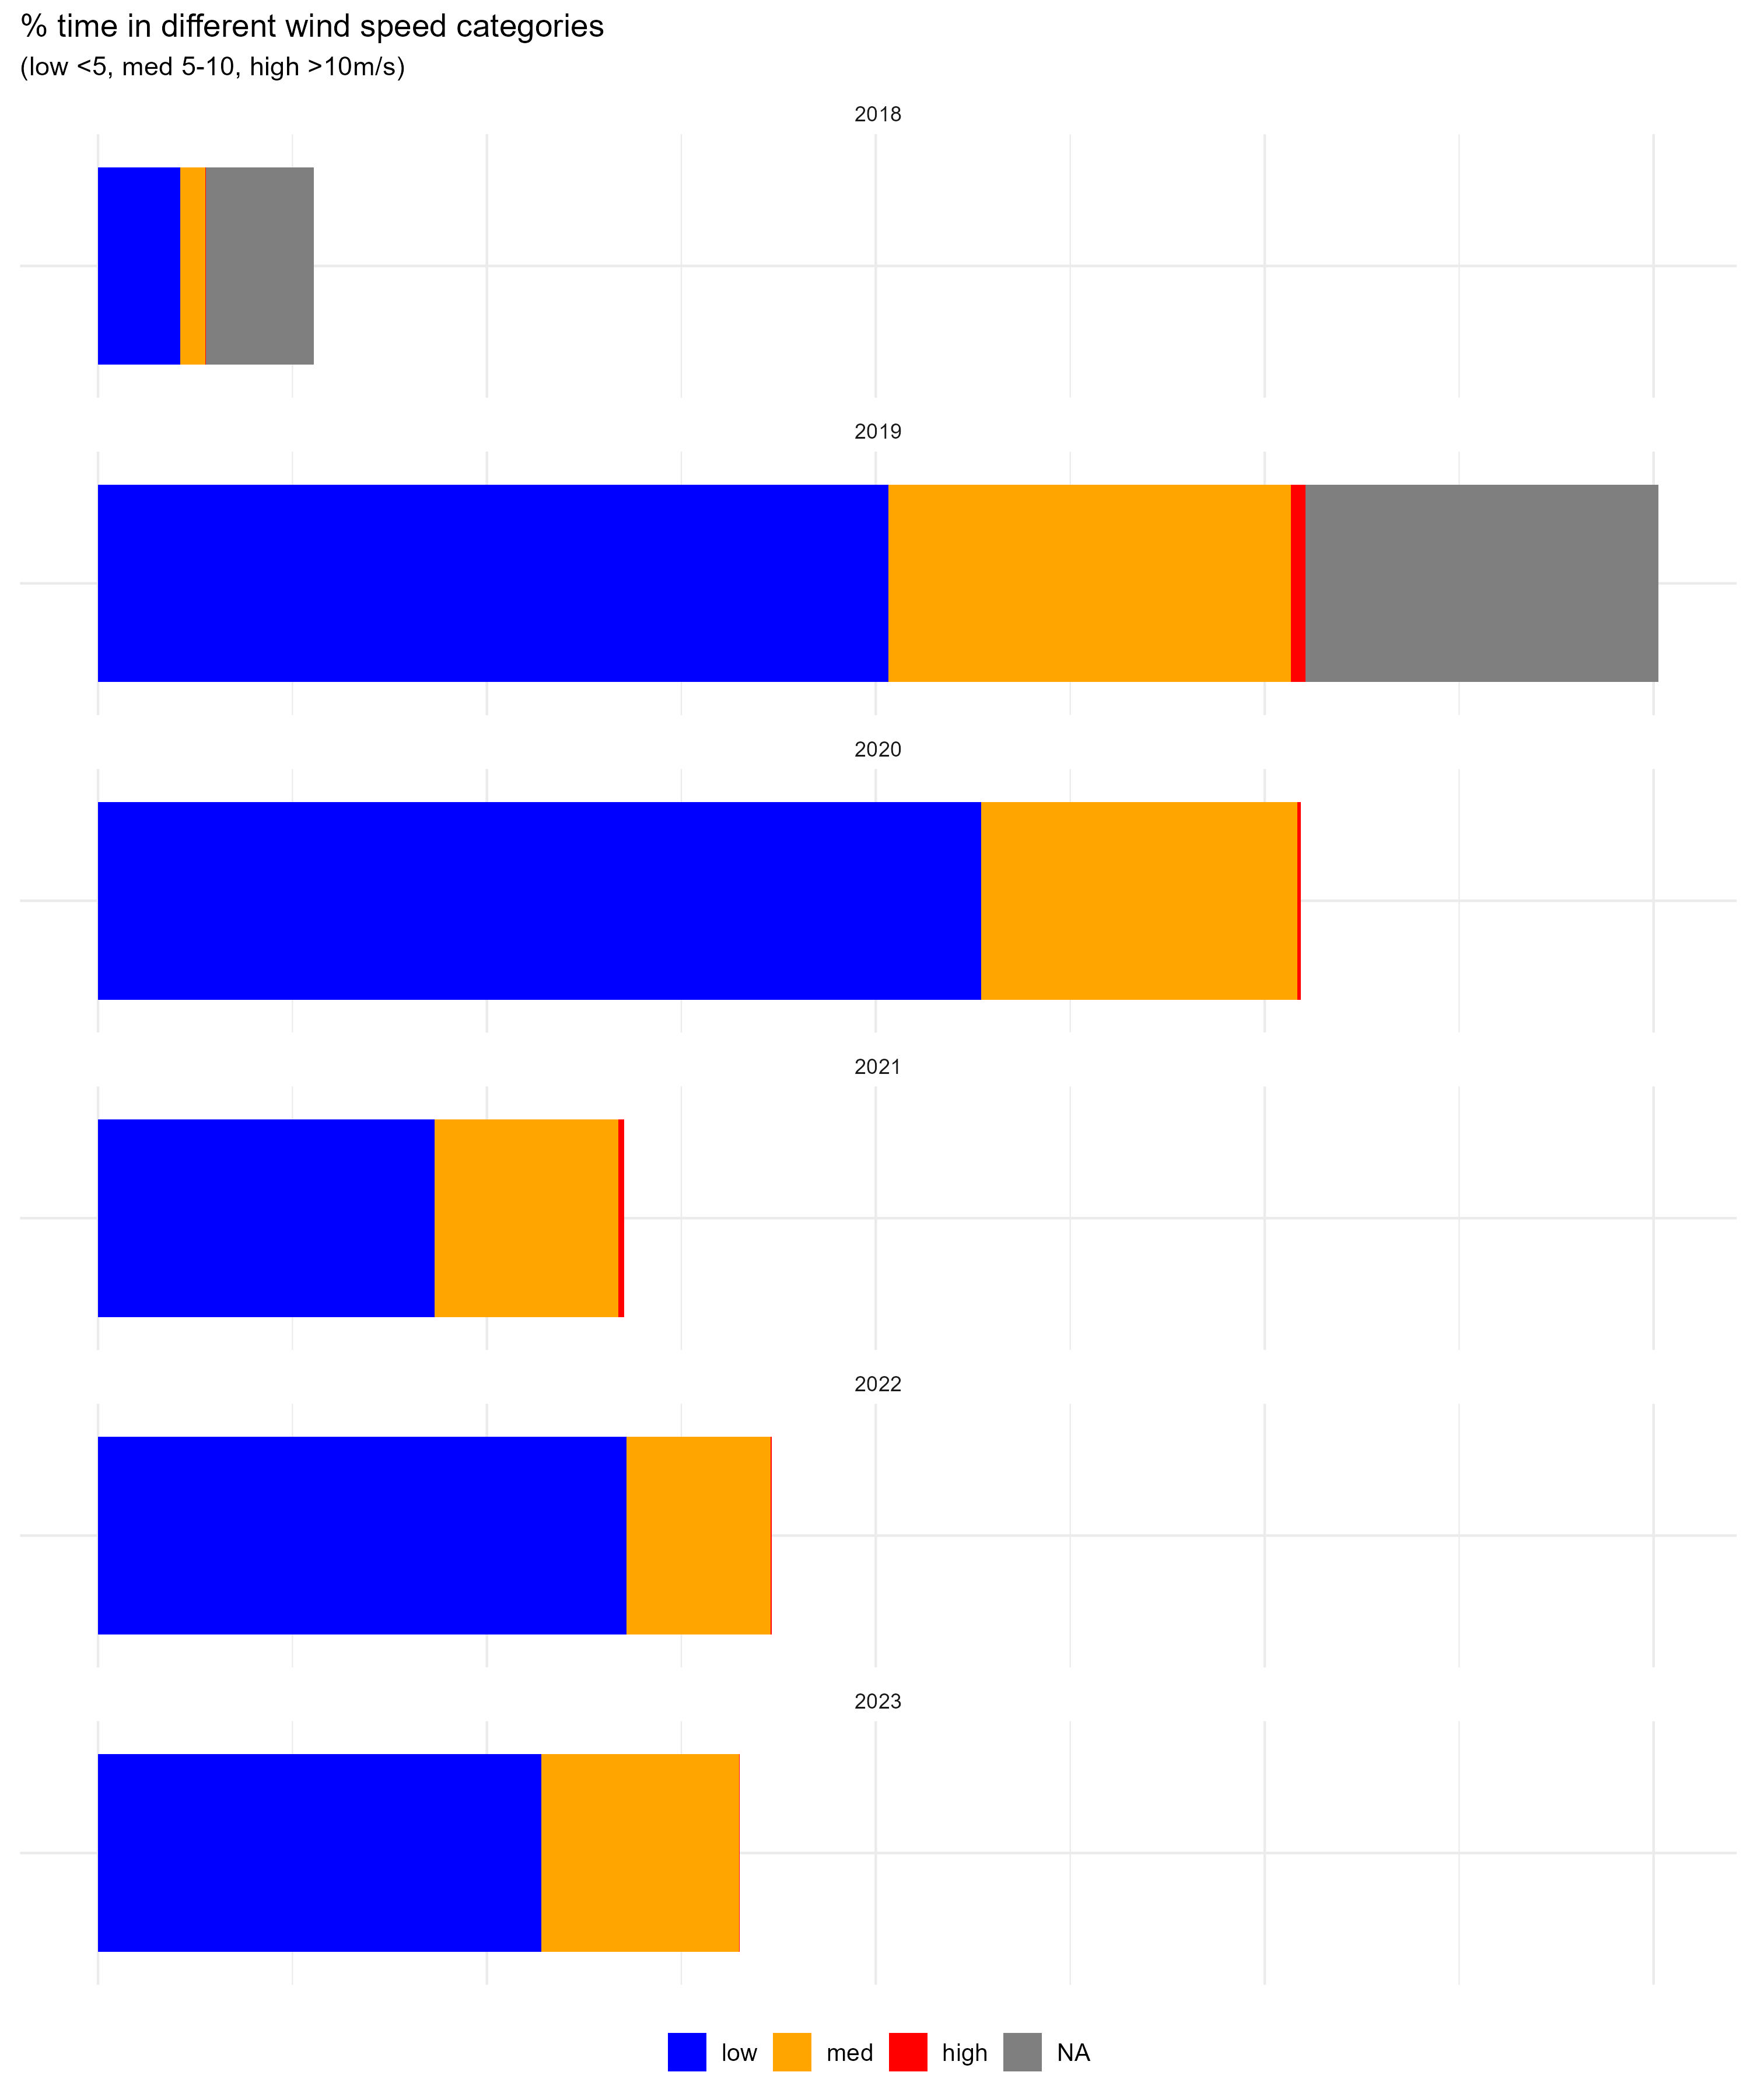 % time in different wind speed categories
(low <5, med 5-10, high >10m/s)
2018
2019
2020
2021
2022
2023
low med high NA